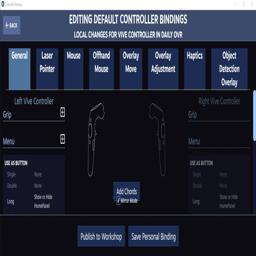 Controller Binding
EDITING DEFAULT CONTROLLER BINDINGS
LOCAL CHANGES FOR VIVE CONTROLLER IN DAILY OVR
← BACK
General
Laser Pointer
Mouse
Offhand Mouse
Overlay Move
Overlay Adjustment
Haptics
Object Detection Overlay
Left Vive Controller
Right Vive Controller
Grip
Grip
Menu
Menu
USE AS BUTTON
USE AS BUTTON
Single None
Single None
Double None
Double None
Long Show or Hide HomePanel
Long Show or Hide HomePanel
Add Chords
✓ Mirror Mode
Publish to Workshop
Save Personal Binding